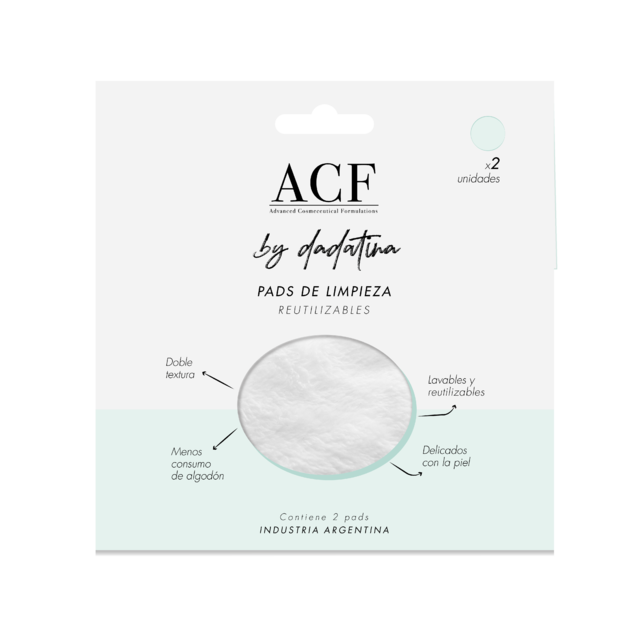 x2
unidades
ACF
Advanced Cosmeceutical Formulations
by dadatina
PADS DE LIMPIEZA
REUTILIZABLES
Doble
textura
Lavables y
reutilizables
Menos
consumo
de algodón
Delicados
con la piel
Contiene 2 pads
INDUSTRIA ARGENTINA